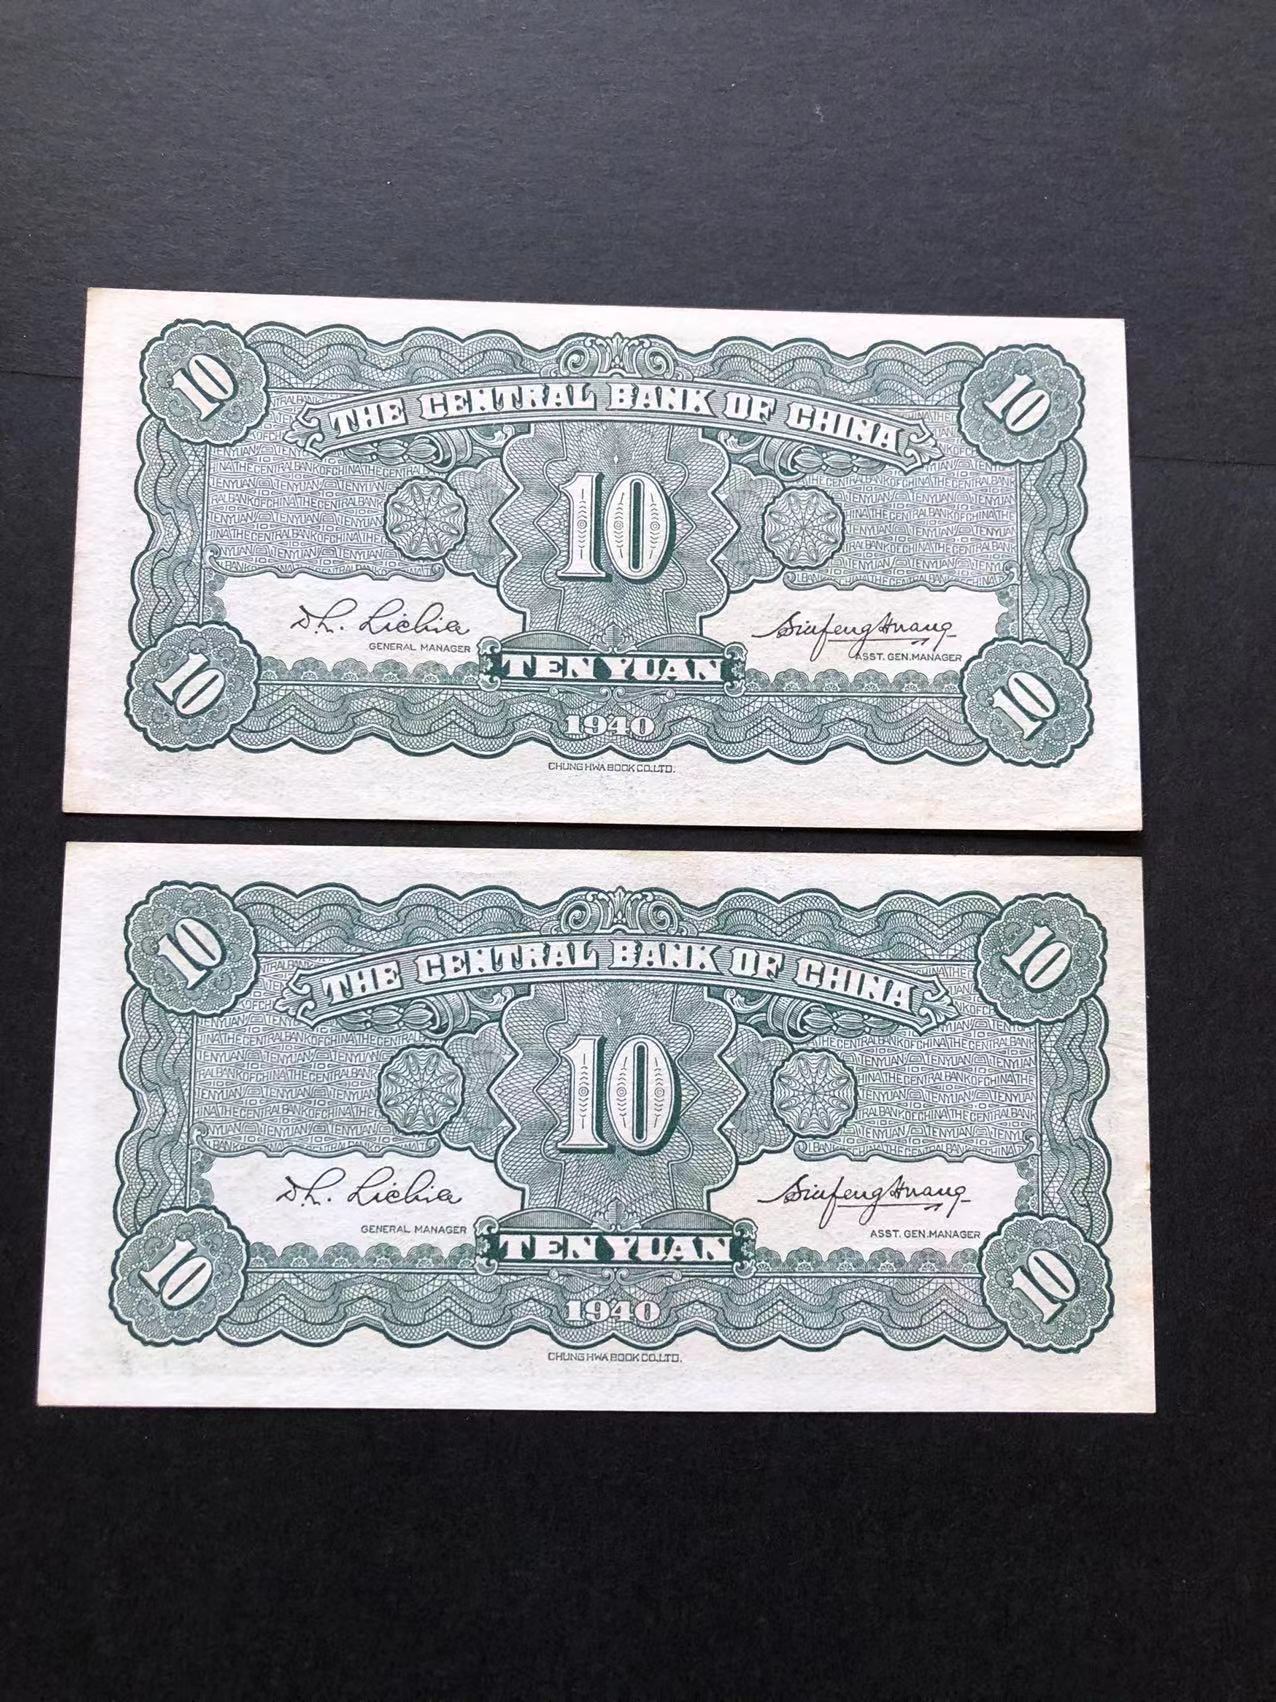 10 10
THE CENTRAL BANK OF CHINA
10
D.L. Lichia
GENERAL MANAGER
Sinfeng Huang
ASST. GEN. MANAGER
TEN YUAN
10 10
1940
CHUNG HWA BOOK CO. LTD.
10 10
THE CENTRAL BANK OF CHINA
10
D.L. Lichia
GENERAL MANAGER
Sinfeng Huang
ASST. GEN. MANAGER
TEN YUAN
10 10
1940
CHUNG HWA BOOK CO. LTD.